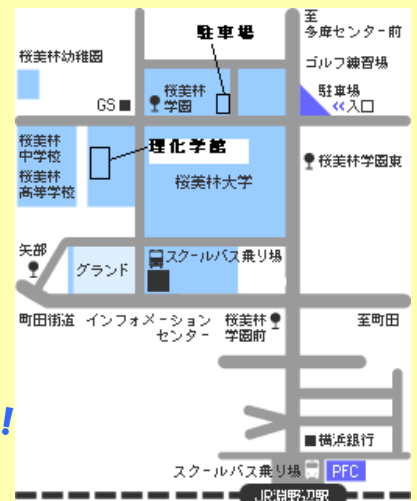 至
多摩センター前
駐車場
桜美林幼稚園
ゴルフ練習場
駐車場
<<入口
桜美林
学園
GS■
理化学館
桜美林
中学校
桜美林
高等学校
桜美林大学
桜美林学園東
矢部
グランド
スクールバス乗り場
町田街道
インフォメーション
センター
桜美林
学園前
至町田
!
■横浜銀行
スクールバス乗り場
PFC
JR淵野辺駅